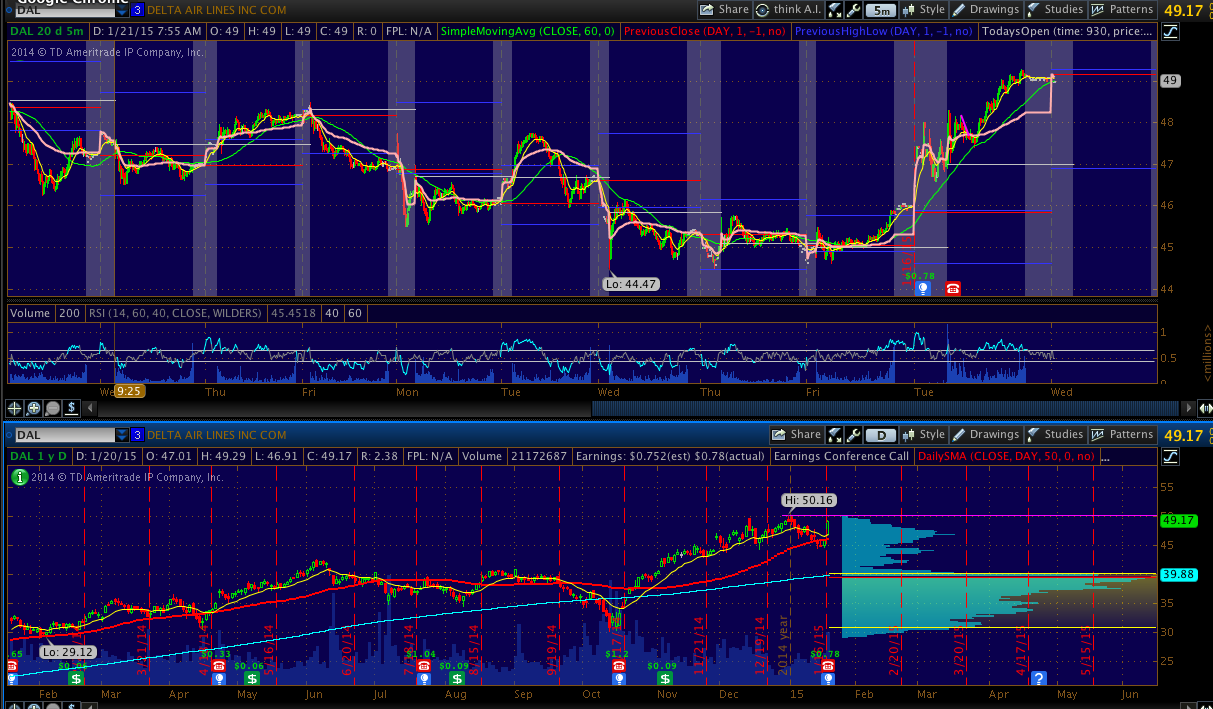 Google Chrome
DAL 3 DELTA AIR LINES INC COM Share think A.I. 5m Style Drawings Studies Patterns 49.17
DAL 20 d 5m D: 1/21/15 7:55 AM O: 49 H: 49 L: 49 C: 49 R: 0 FPL: N/A SimpleMovingAvg (CLOSE, 60, 0) PreviousClose (DAY, 1, -1, no) PreviousHighLow (DAY, 1, -1, no) TodaysOpen (time: 930, price:...
2014 © TD Ameritrade IP Company, Inc.
49
49
48
47
46
45
44
1/16/15
$0.78
Lo: 44.47
Volume 200 RSI (14, 60, 40, CLOSE, WILDERS) 45.4518 40 60
1
0.5
0
<millions>
We 9:25 Thu Fri Mon Tue Wed Thu Fri Tue Wed
$
DAL 3 DELTA AIR LINES INC COM Share D Style Drawings Studies Patterns 49.17
DAL 1 y D D: 1/20/15 O: 47.01 H: 49.29 L: 46.91 C: 49.17 R: 2.38 FPL: N/A Volume 21172687 Earnings: $0.752(est) $0.78(actual) Earnings Conference Call DailySMA (CLOSE, DAY, 50, 0, no) ...
i 2014 © TD Ameritrade IP Company, Inc.
55
Hi: 50.16
50
49.17
45
39.88
35
30
25
Lo: 29.12
3/21/14 5/16/14 6/20/14 8/15/14 9/19/14 11/21/14 12/19/14 2014 year 2/20/15 3/20/15 4/17/15 5/15/15
.65 $0.06 $0.33 $0.06 $1.04 $0.09 $1.2 $0.09 $0.78
$ $ $ $ ?
Feb Mar Apr May Jun Jul Aug Sep Oct Nov Dec 15 Feb Mar Apr May Jun